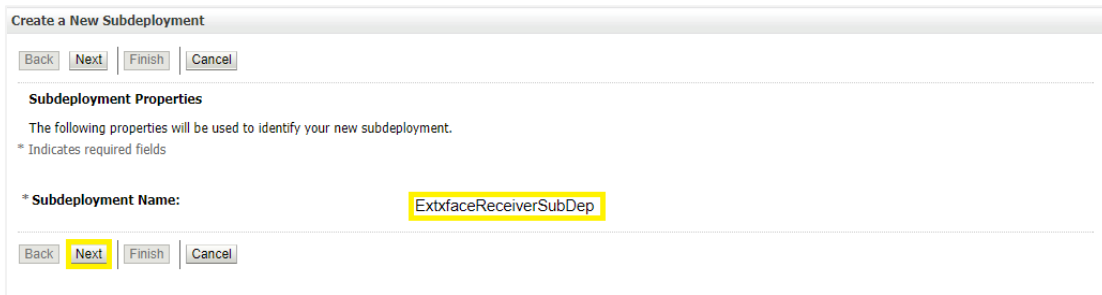 Create a New Subdeployment
Back Next Finish Cancel
Subdeployment Properties
The following properties will be used to identify your new subdeployment.
* Indicates required fields
* Subdeployment Name: ExtxfaceReceiverSubDep
Back Next Finish Cancel